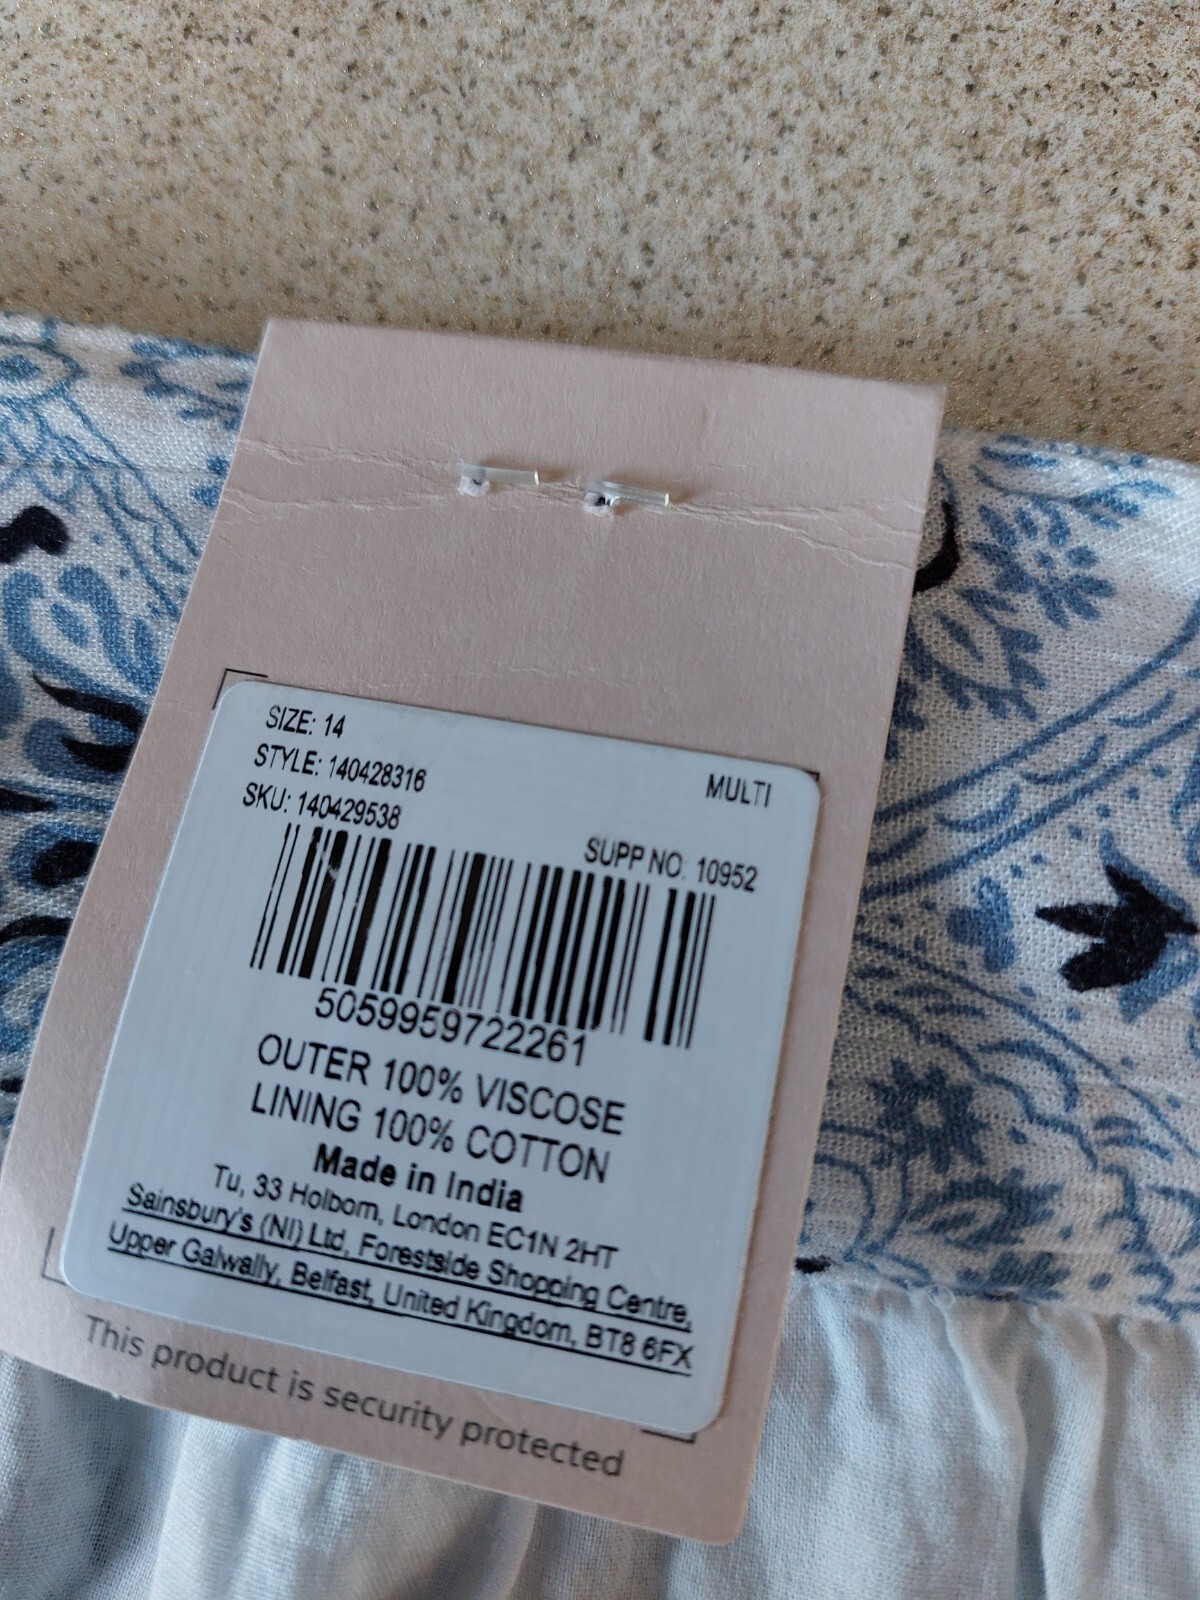 SIZE: 14
STYLE: 140428316
MULTI
SKU: 140429538
SUPP NO: 10952
5059959722261
OUTER 100% VISCOSE
LINING 100% COTTON
Made in India
Tu, 33 Holborn, London EC1N 2HT
Sainsbury's (NI) Ltd, Forestside Shopping Centre,
Upper Galwally, Belfast, United Kingdom, BT8 6FX
This product is security protected